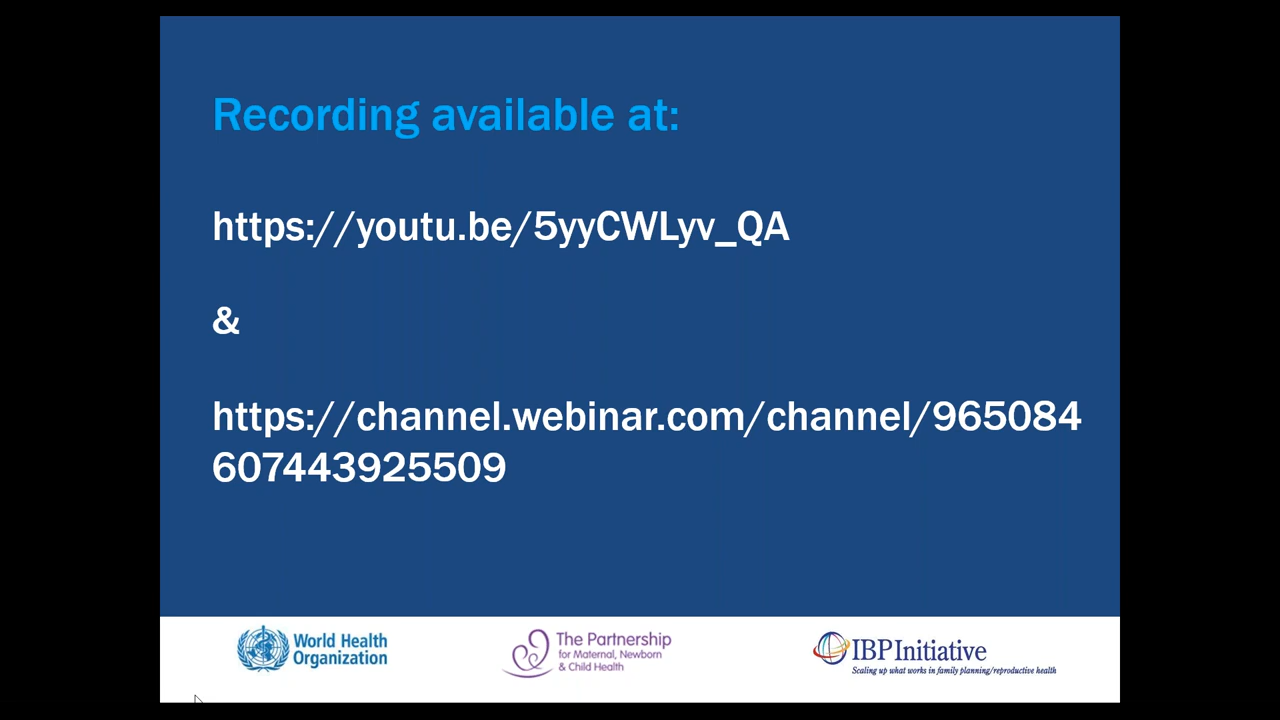 Recording available at:
https://youtu.be/5yyCWLyv_QA
&
https://channel.webinar.com/channel/965084
607443925509
World Health
Organization
The Partnership
for Maternal, Newborn
& Child Health
IBPInitiative
Scaling up what works in family planning/reproductive health